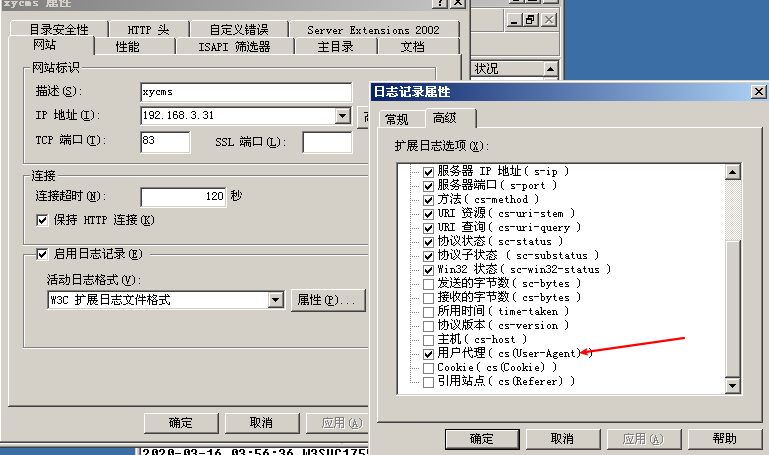 xycms 属性
目录安全性
HTTP 头
自定义错误
Server Extensions 2002
网站
性能
ISAPI 筛选器
主目录
文档
网站标识
描述(S):
xycms
IP 地址(I):
192.168.3.31
TCP 端口(T):
83
SSL 端口(L):
连接
连接超时(N):
120
秒
保持 HTTP 连接(K)
启用日志记录(E)
活动日志格式(V):
W3C 扩展日志文件格式
属性(P)...
确定
取消
应用(A)
状况
日志记录属性
常规
高级
扩展日志选项(X):
服务器 IP 地址( s-ip )
服务器端口( s-port )
方法( cs-method )
URI 资源( cs-uri-stem )
URI 查询( cs-uri-query )
协议状态( sc-status )
协议子状态 ( sc-substatus )
Win32 状态( sc-win32-status )
发送的字节数( sc-bytes )
接收的字节数( cs-bytes )
所用时间( time-taken )
协议版本( cs-version )
主机( cs-host )
用户代理( cs(User-Agent) )
Cookie( cs(Cookie) )
引用站点( cs(Referer) )
确定
取消
应用(A)
帮助
2020-03-16 03:56:36 W3SVC175